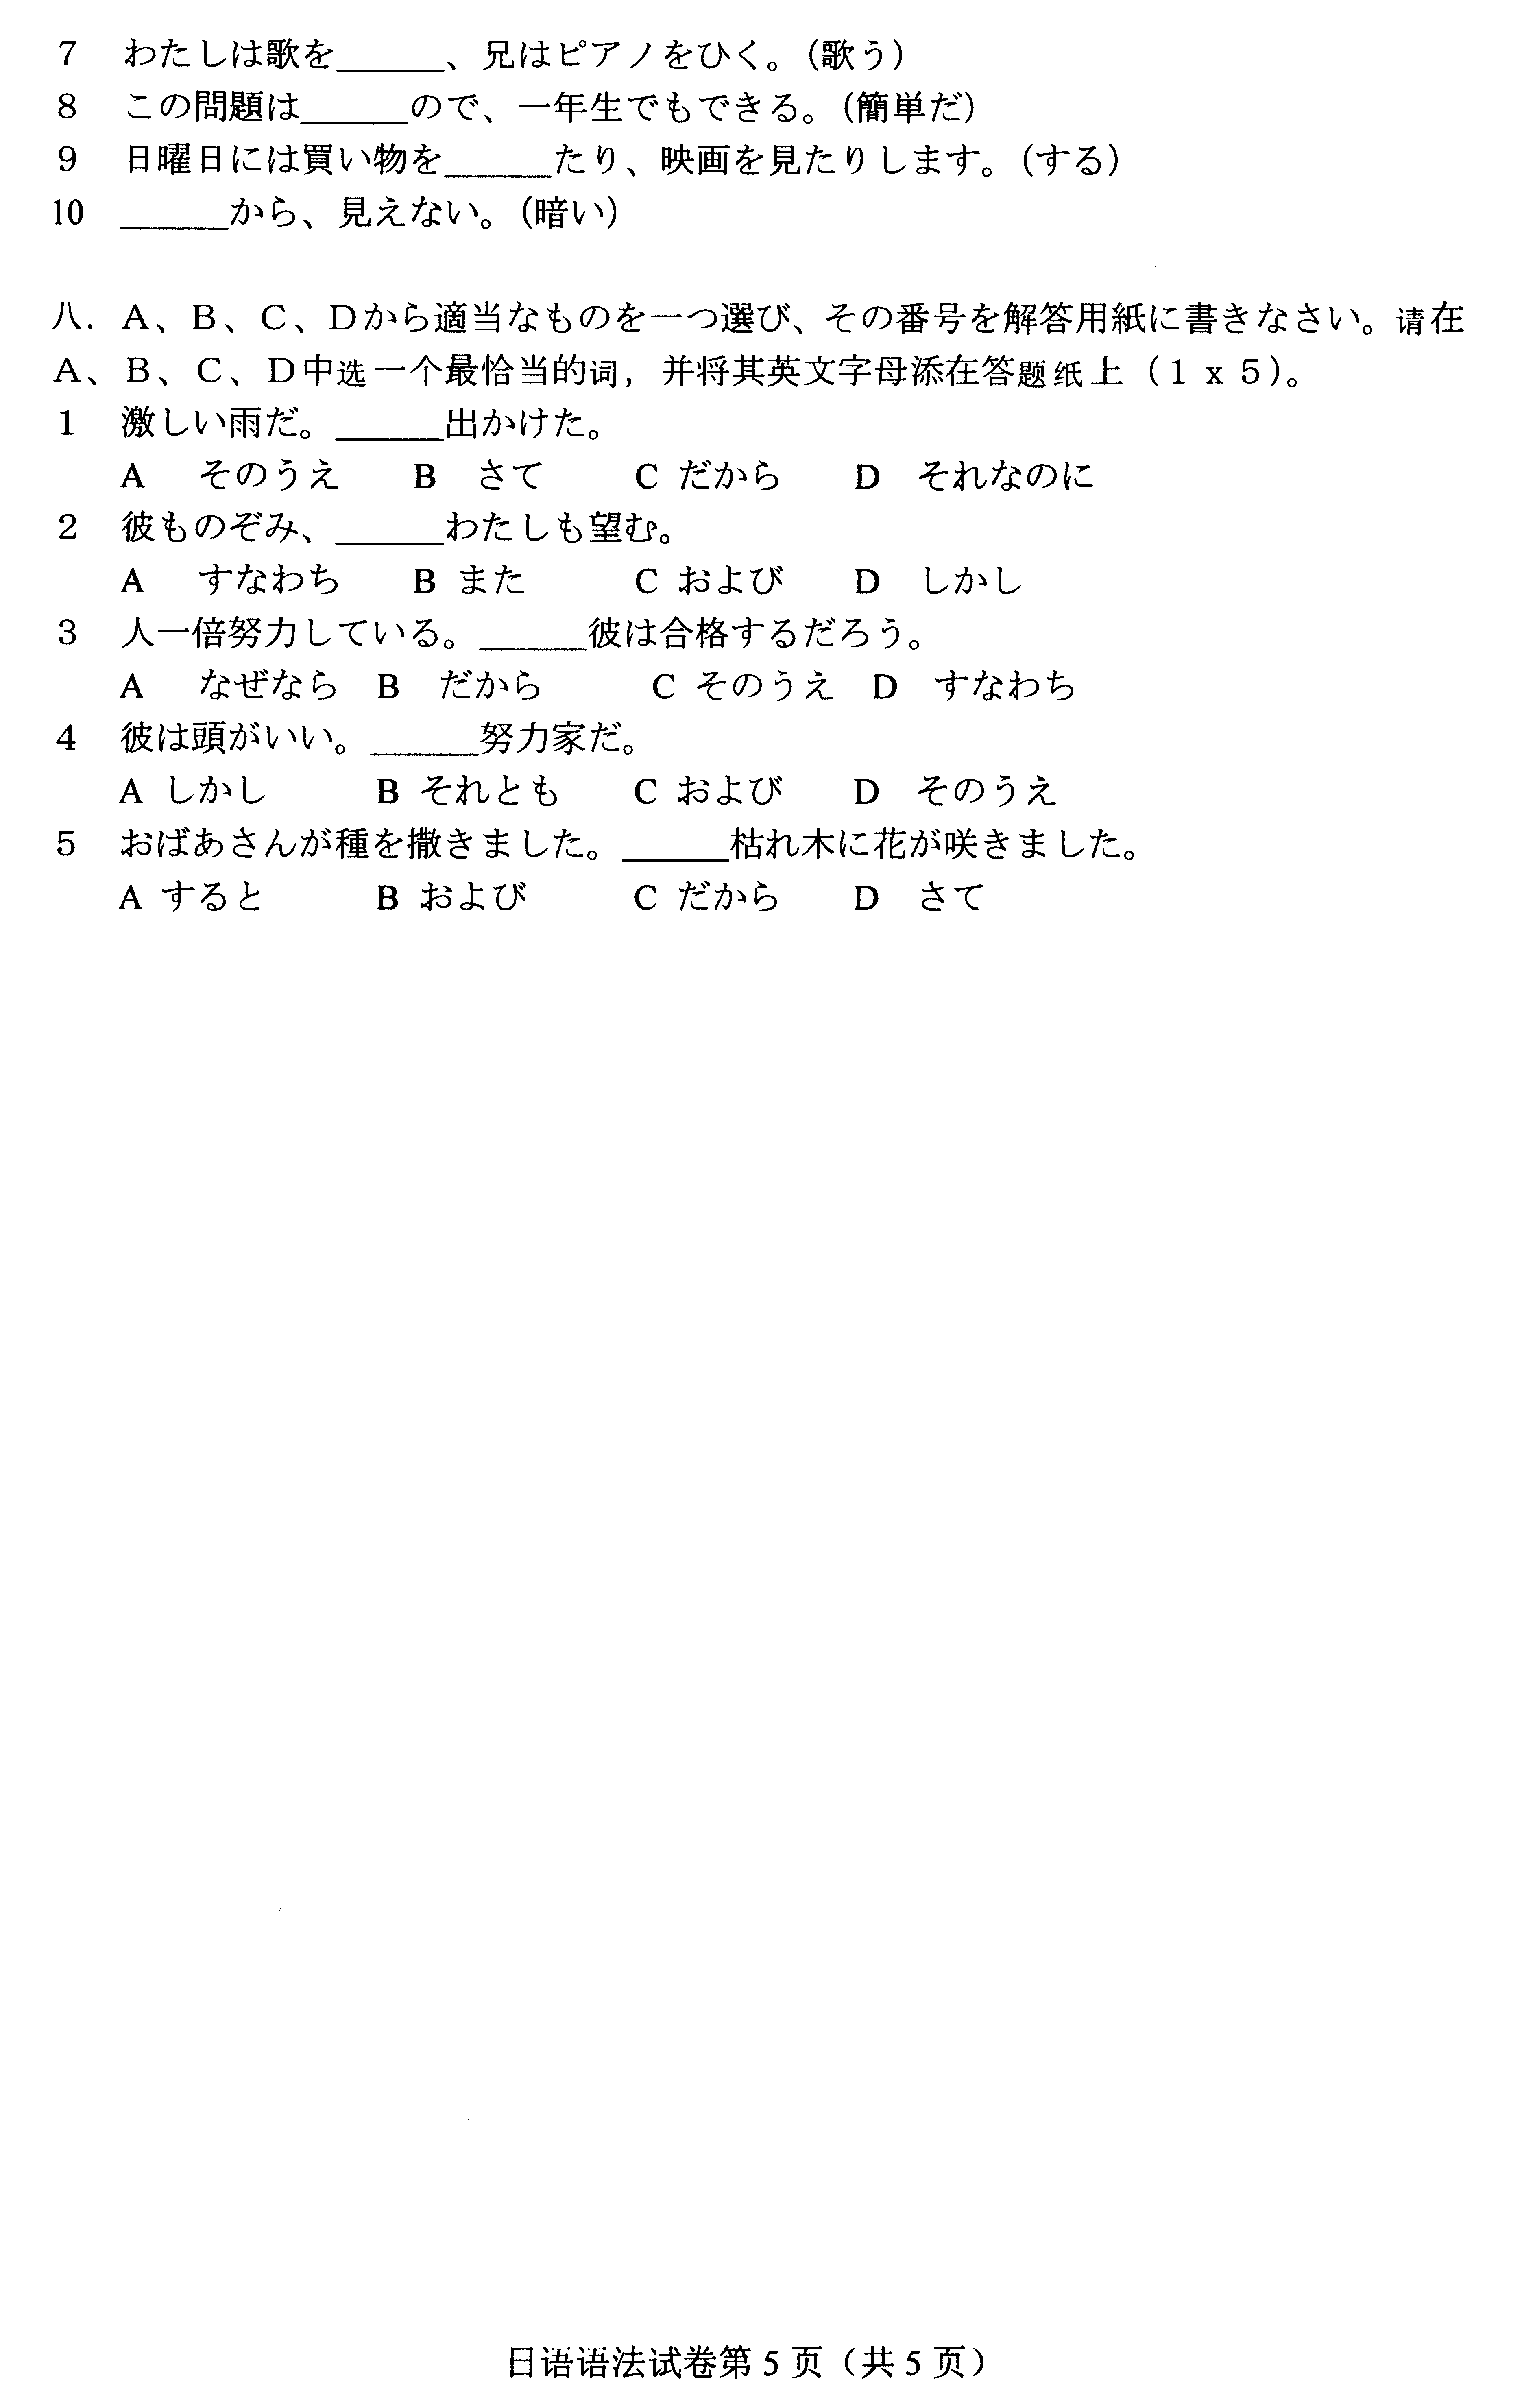 7 わたしは歌を______、兄はピアノをひく。（歌う）
8 この問題は______ので、一年生でもできる。（簡単だ）
9 日曜日には買い物を______たり、映画を見たりします。（する）
10 ______から、見えない。（暗い）
八．A、B、C、Dから適当なものを一つ選び、その番号を解答用紙に書きなさい。请在
A、B、C、D中选一个最恰当的词，并将其英文字母添在答题纸上（1 x 5）。
1 激しい雨だ。______出かけた。
A そのうえ B さて C だから D それなのに
2 彼ものぞみ、______わたしも望む。
A すなわち B また C および D しかし
3 人一倍努力している。______彼は合格するだろう。
A なぜなら B だから C そのうえ D すなわち
4 彼は頭がいい。______努力家だ。
A しかし B それとも C および D そのうえ
5 おばあさんが種を撒きました。______枯れ木に花が咲きました。
A すると B および C だから D さて
日语语法试卷第 5 页（共 5 页）